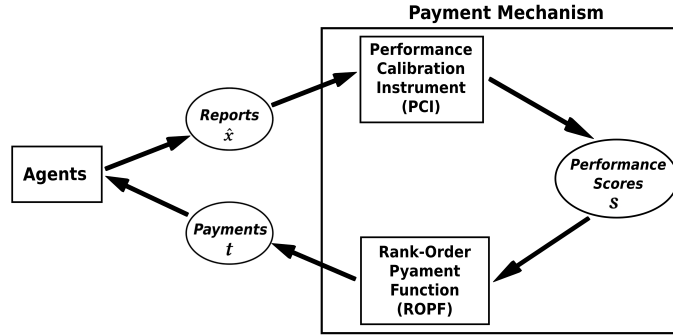 Payment Mechanism
Performance
Calibration
Instrument
(PCI)
Reports
x̂
Agents
Performance
Scores
s
Payments
t
Rank-Order
Pyament
Function
(ROPF)